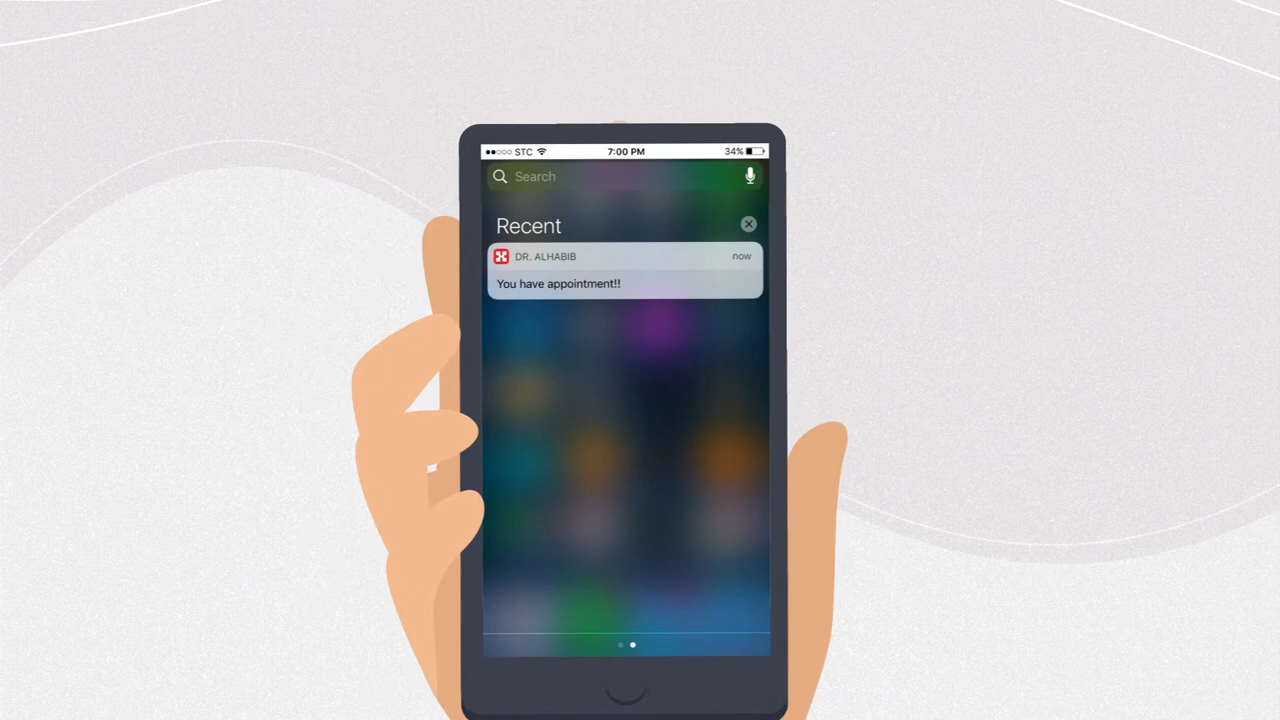 STC 7:00 PM 34%
Search
Recent
DR. ALHABIB now
You have appointment!!